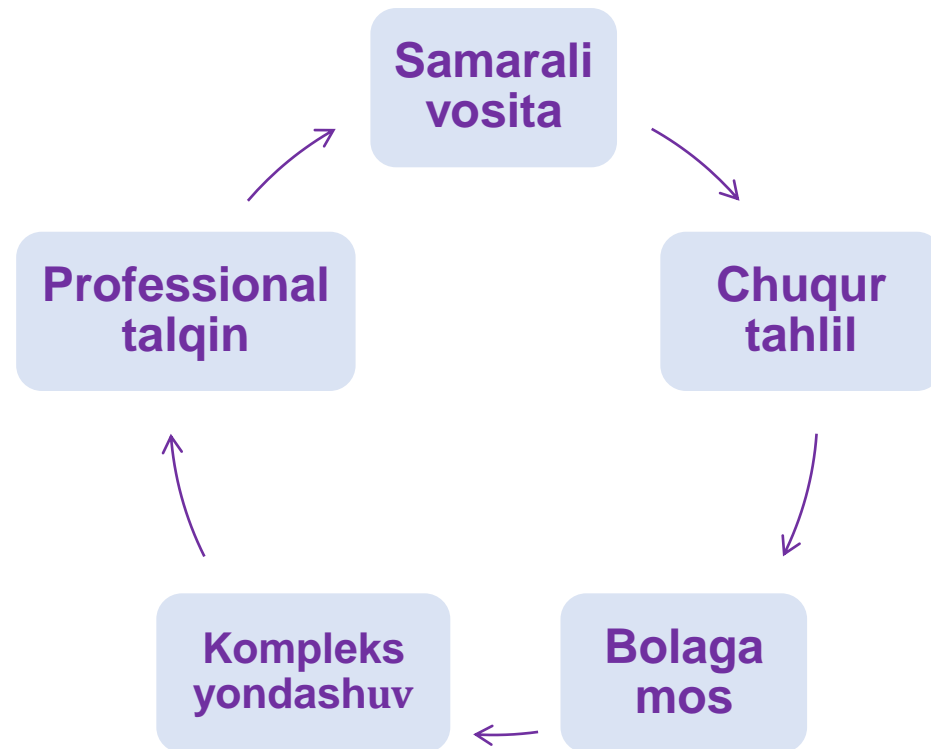 Samarali
vosita
Chuqur
tahlil
Bolaga
mos
Kompleks
yondashuv
Professional
talqin